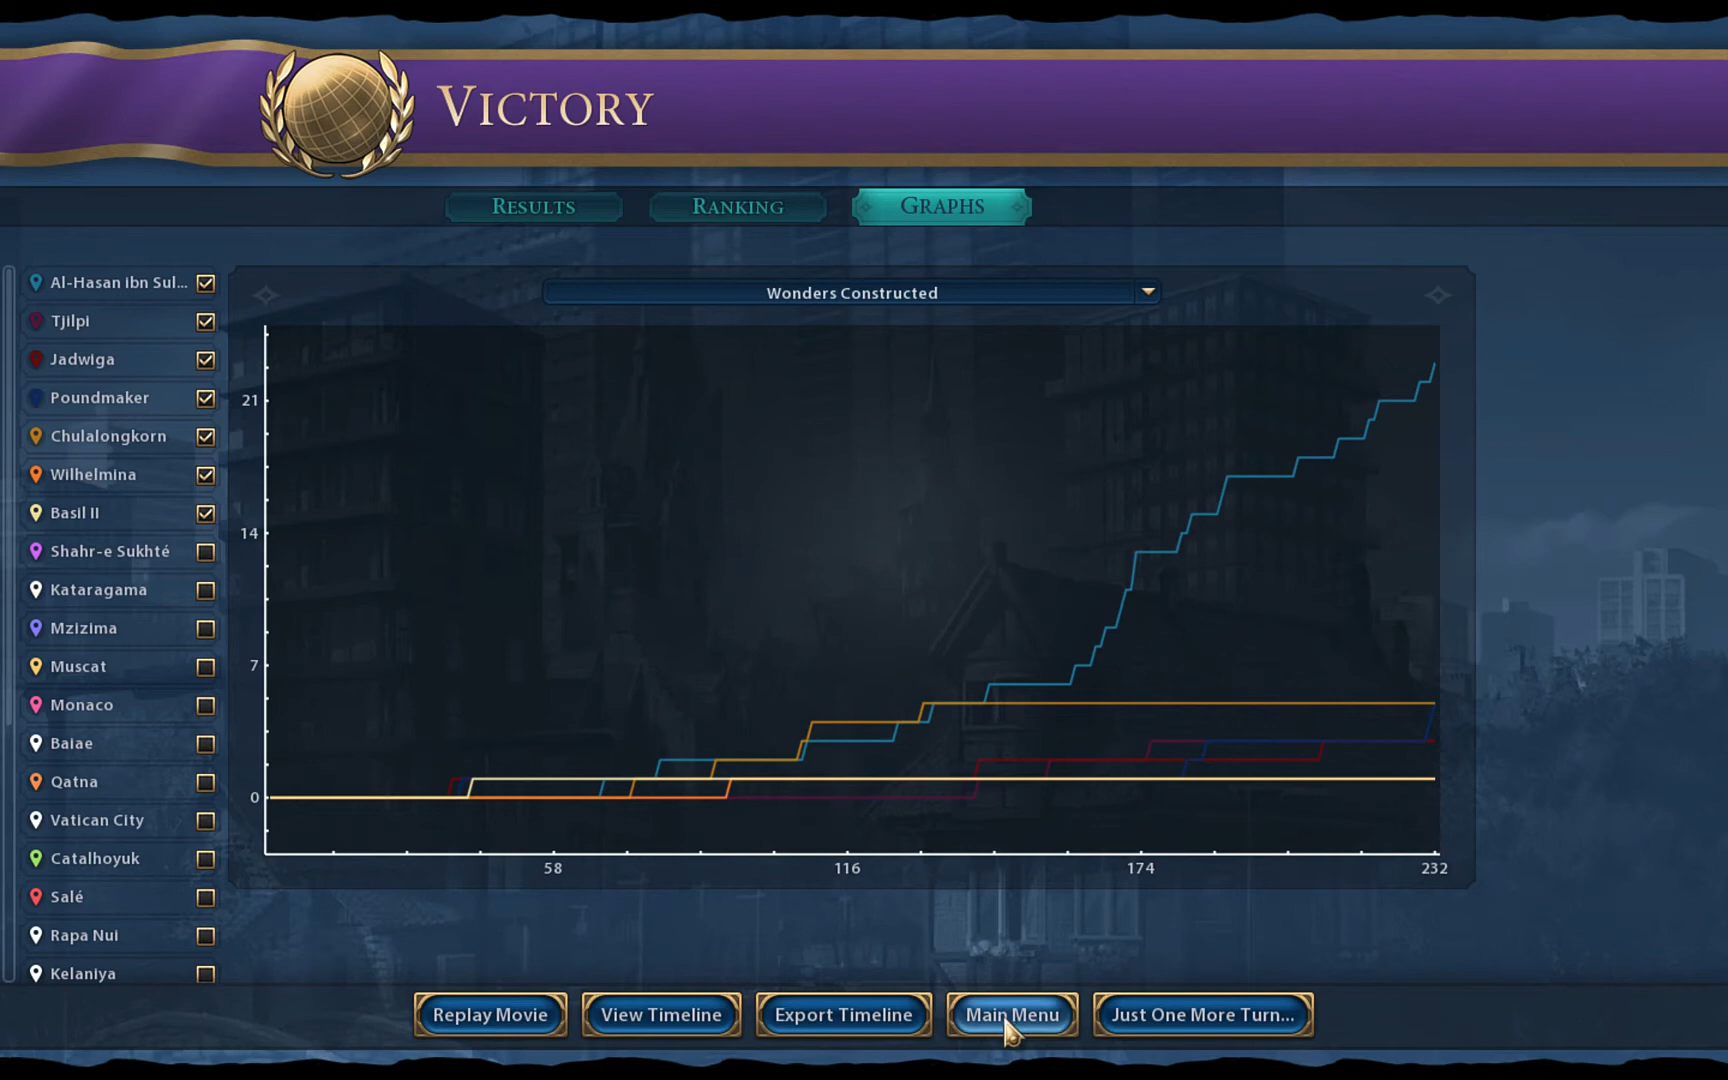 VICTORY
RESULTS
RANKING
GRAPHS
Al-Hasan ibn Sul...
Tjilpi
Jadwiga
Poundmaker
Chulalongkorn
Wilhelmina
Basil II
Shahr-e Sukhté
Kataragama
Mzizima
Muscat
Monaco
Baiae
Qatna
Vatican City
Catalhoyuk
Salé
Rapa Nui
Kelaniya
Wonders Constructed
21
14
7
0
58 116 174 232
Replay Movie
View Timeline
Export Timeline
Main Menu
Just One More Turn...